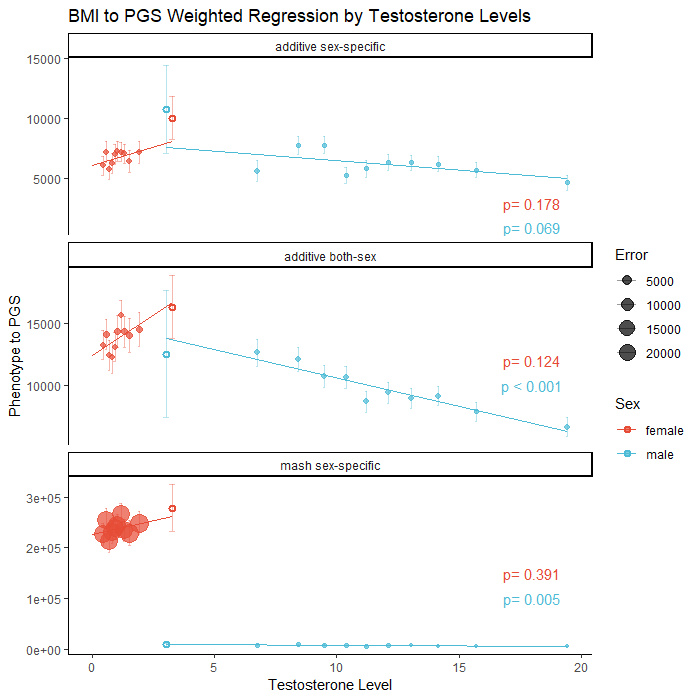 BMI to PGS Weighted Regression by Testosterone Levels
additive sex-specific
15000
10000
5000
p= 0.178
p= 0.069
additive both-sex
15000
10000
p= 0.124
p < 0.001
mash sex-specific
3e+05
2e+05
1e+05
0e+00
p= 0.391
p= 0.005
0 5 10 15 20
Testosterone Level
Phenotype to PGS
Error
5000
10000
15000
20000
Sex
female
male